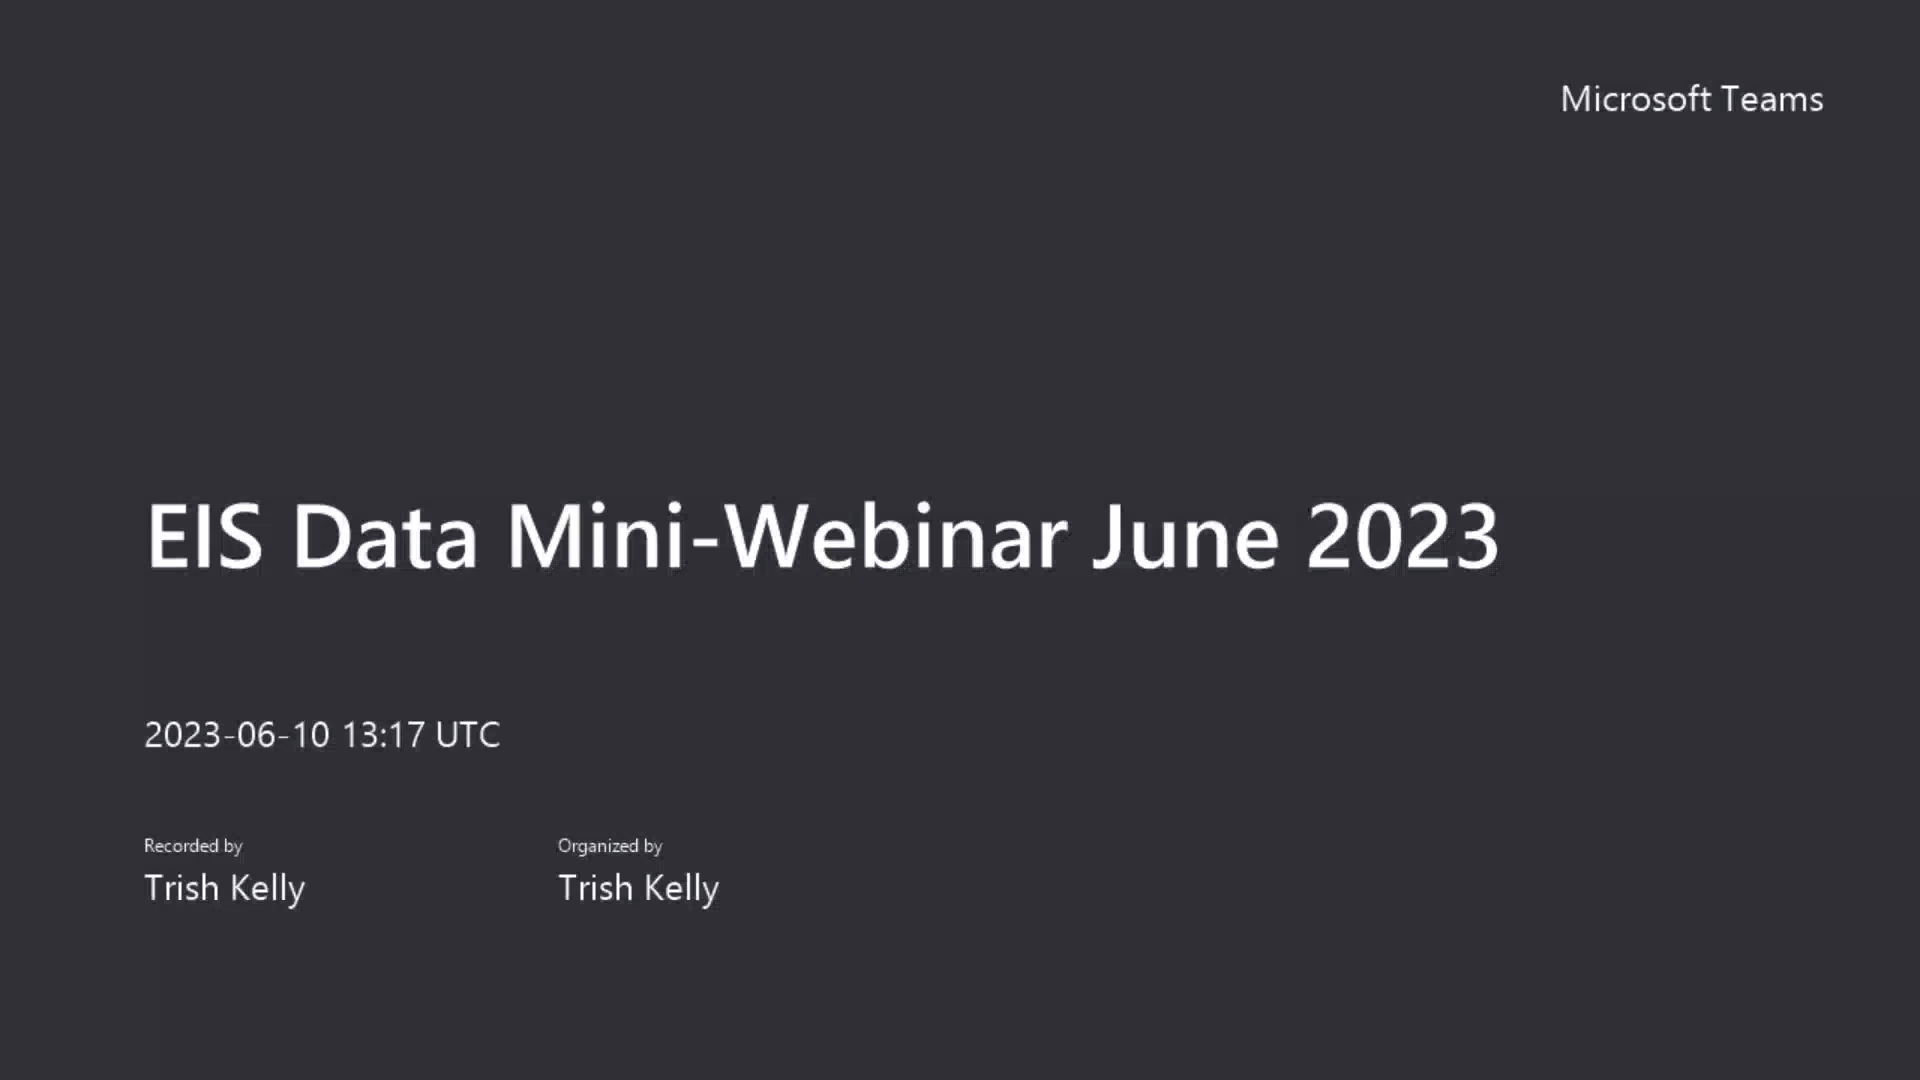 Microsoft Teams
EIS Data Mini-Webinar June 2023
2023-06-10 13:17 UTC
Recorded by
Trish Kelly
Organized by
Trish Kelly